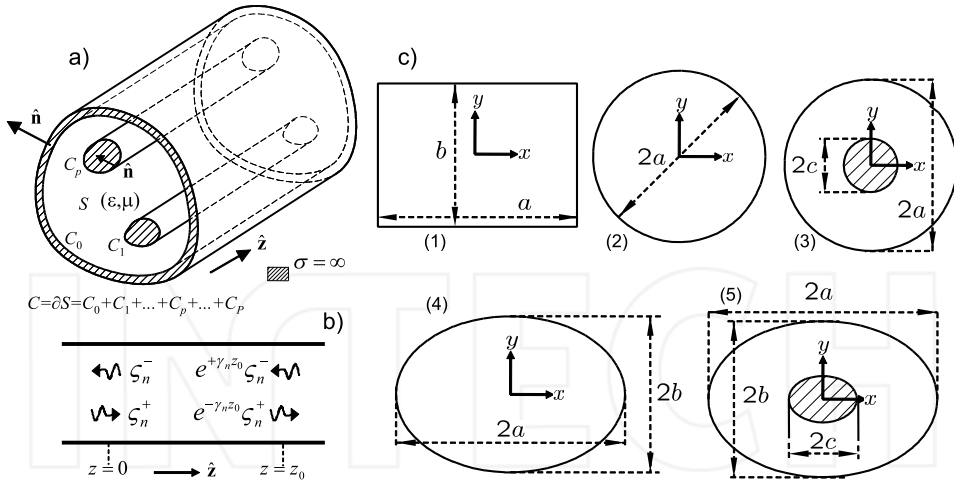 a)
n̂
C_p
n̂
S (ε,μ)
C_0
C_1
ẑ
σ=∞
C=∂S=C_0+C_1+...+C_p+...+C_P
b)
ς_n^- e^{+γ_n z_0}ς_n^-
ς_n^+ e^{-γ_n z_0}ς_n^+
z=0 ẑ z=z_0
c)
y
x
b
a
(1)
y
2a
x
(2)
y
2c
x
2a
(3)
(4)
y
x
2b
2a
(5)
2a
y
2b
x
2c
INTECH